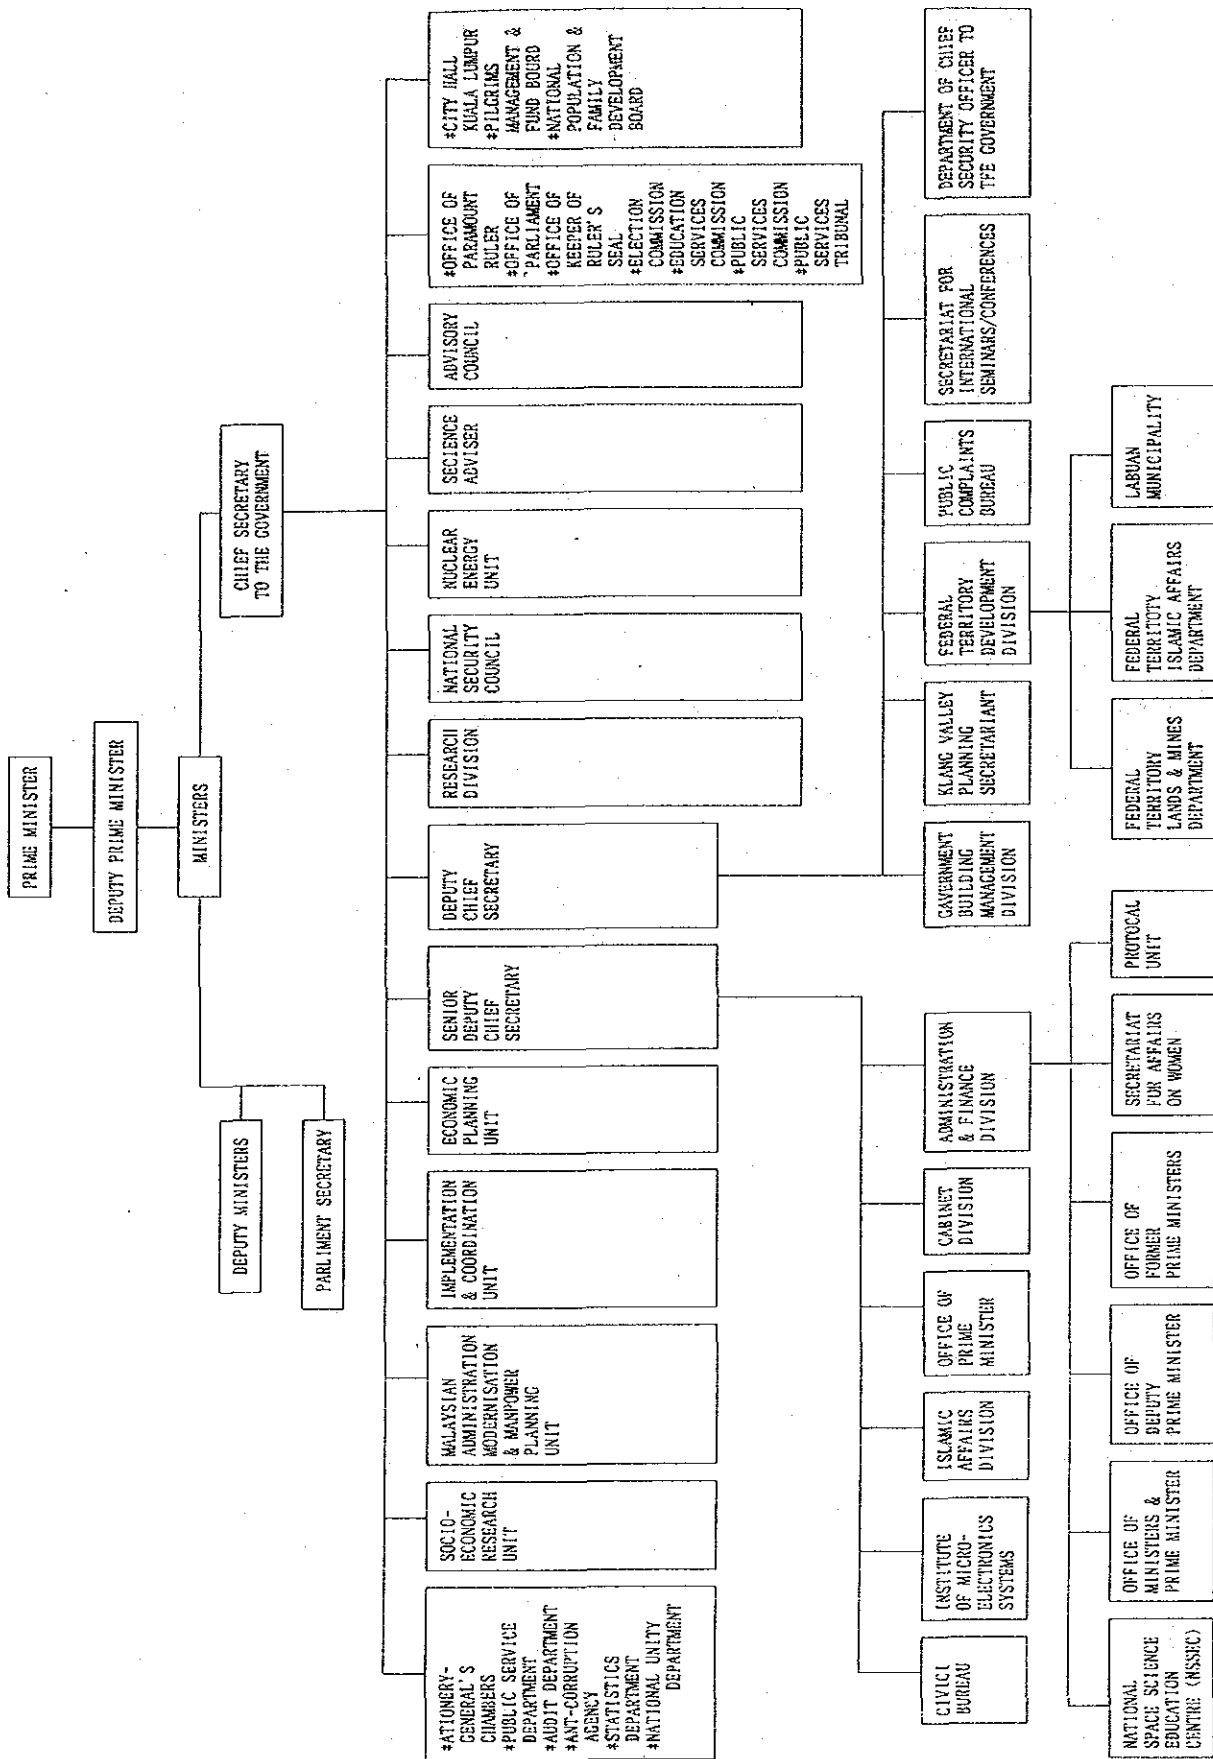 PRIME MINISTER
DEPUTY PRIME MINISTER
MINISTERS
DEPUTY MINISTERS
PARLIMENT SECRETARY
CHIEF SECRETARY
TO THE GOVERNMENT
*ATIONERY-
GENERAL'S
CHAMBERS
*PUBLIC SERVICE
DEPARTMENT
*AUDIT DEPARTMENT
*ANT-CORRUPTION
AGENCY
*STATISTICS
DEPARTMENT
*NATIONAL UNITY
DEPARTMENT
SOCIO-
ECONOMIC
RESEARCH
UNIT
MALAYSIAN
ADMINISTRATION
MODERNISATION
& MANPOWER
PLANNING
UNIT
IMPLEMENTATION
& COORDINATION
UNIT
ECONOMIC
PLANNING
UNIT
SENIOR
DEPUTY
CHIEF
SECRETARY
DEPUTY
CHIEF
SECRETARY
RESEARCH
DIVISION
NATIONAL
SECURITY
COUNCIL
NUCLEAR
ENERGY
UNIT
SECIENCE
ADVISER
ADVISORY
COUNCIL
*OFFICE OF
PARAMOUNT
RULER
*OFFICE OF
PARLIAMENT
*OFFICE OF
KEEPER OF
RULER'S
SEAL
*ELECTION
COMMISSION
*EDUCATION
SERVICES
COMMISSION
*PUBLIC
SERVICES
COMMISSION
*PUBLIC
SERVICES
TRIBUNAL
*CITY HALL
KUALA LUMPUR
*PILGRIMS
MANAGEMENT &
FUND BOURD
*NATIONAL
POPULATION &
FAMILY
DEVELOPMENT
BOARD
CIVICI
BUREAU
INSTITUTE
OF MICRO-
ELECTRONICS
SYSTEMS
ISLAMIC
AFFAIRS
DIVISION
OFFICE OF
PRIME
MINISTER
CABINET
DIVISION
ADMINISTRATION
& FINANCE
DIVISION
GAVERNMENT
BUILDING
MANAGEMENT
DIVISION
KLANG VALLEY
PLANNING
SECRETARIANT
FEDERAL
TERRITORY
DEVELOPMENT
DIVISION
PUBLIC
COMPLAINTS
BUREAU
SECRETARIAT FOR
INTERNATIONAL
SEMINARS/CONFERENCES
DEPARTMENT OF CHIEF
SECURITY OFFICER TO
TFE GOVERNMENT
NATIONAL
SPACE SCIENCE
EDUCATION
CENTRE (NSSEC)
OFFICE OF
MINISTERS &
PRIME MINISTER
OFFICE OF
DEPUTY
PRIME MINISTER
OFFICE OF
FORMER
PRIME MINISTERS
SECRETARIAT
FUR AFFAIRS
ON WOMEN
PROTOCAL
UNIT
FEDERAL
TERRITORY
LANDS & MINES
DEPARTMENT
FEDERAL
TERRITOTY
ISLAMIC AFFAIRS
DEPARTMENT
LABUAN
MUNICIPALITY